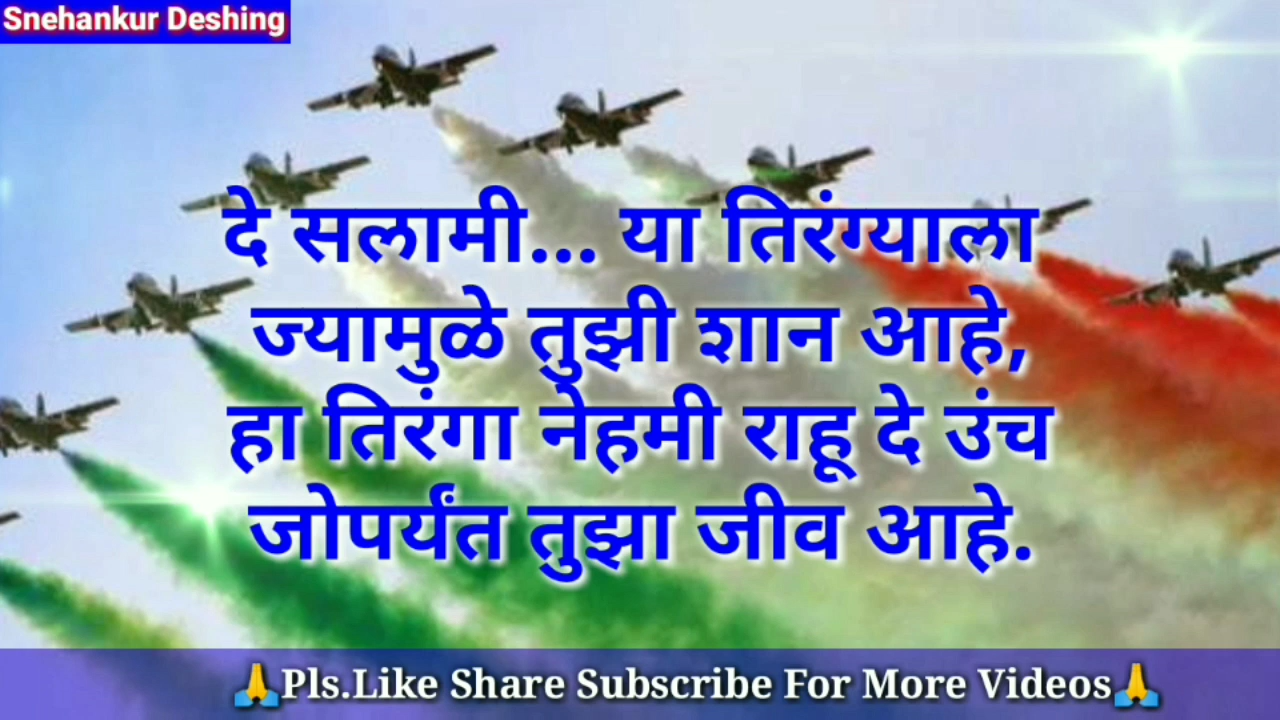 Snehankur Deshing
दे सलामी... या तिरंग्याला
ज्यामुळे तुझी शान आहे,
हा तिरंगा नेहमी राहू दे उंच
जोपर्यंत तुझा जीव आहे.
🙏Pls.Like Share Subscribe For More Videos🙏